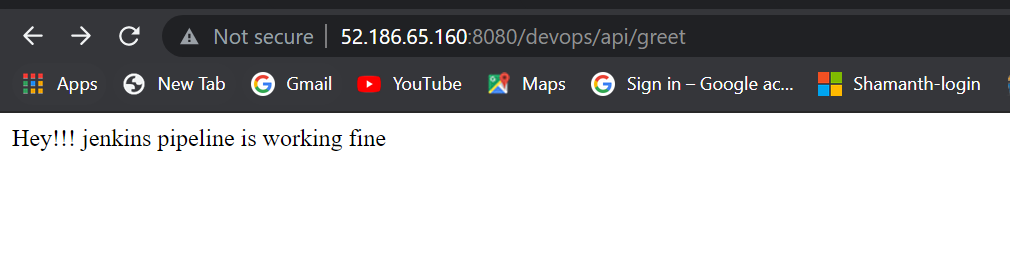 Not secure | 52.186.65.160:8080/devops/api/greet
Apps New Tab Gmail YouTube Maps Sign in – Google ac... Shamanth-login
Hey!!! jenkins pipeline is working fine